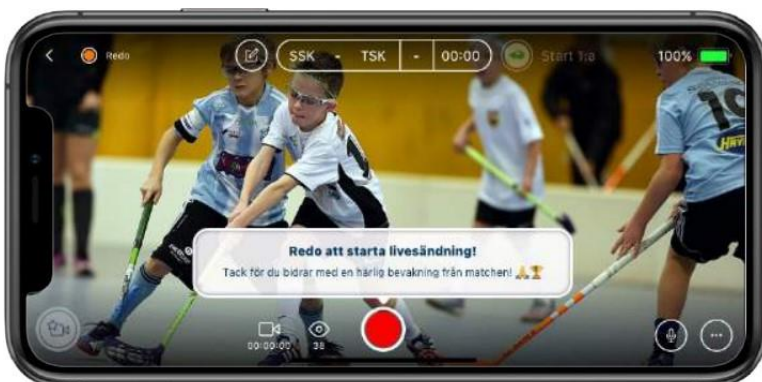 Redo
SSK - TSK - 00:00
Start 1:a
100%
19
Redo att starta livesändning!
Tack för du bidrar med en härlig bevakning från matchen! 🙏🏆
00:00:00
38